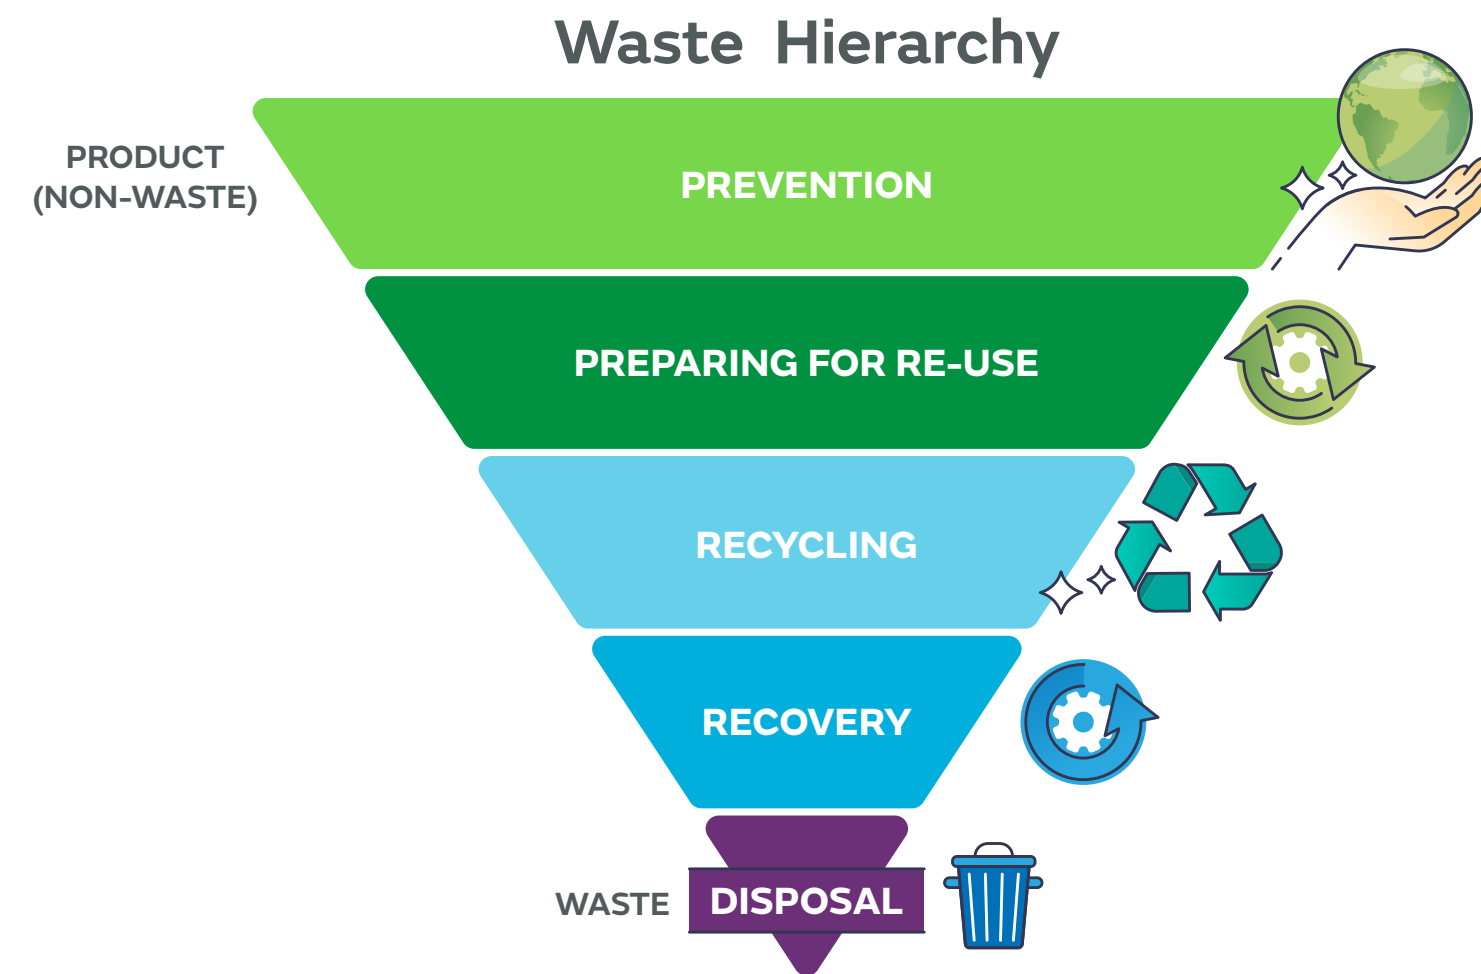 Waste Hierarchy
PRODUCT
(NON-WASTE)
PREVENTION
PREPARING FOR RE-USE
RECYCLING
RECOVERY
WASTE
DISPOSAL